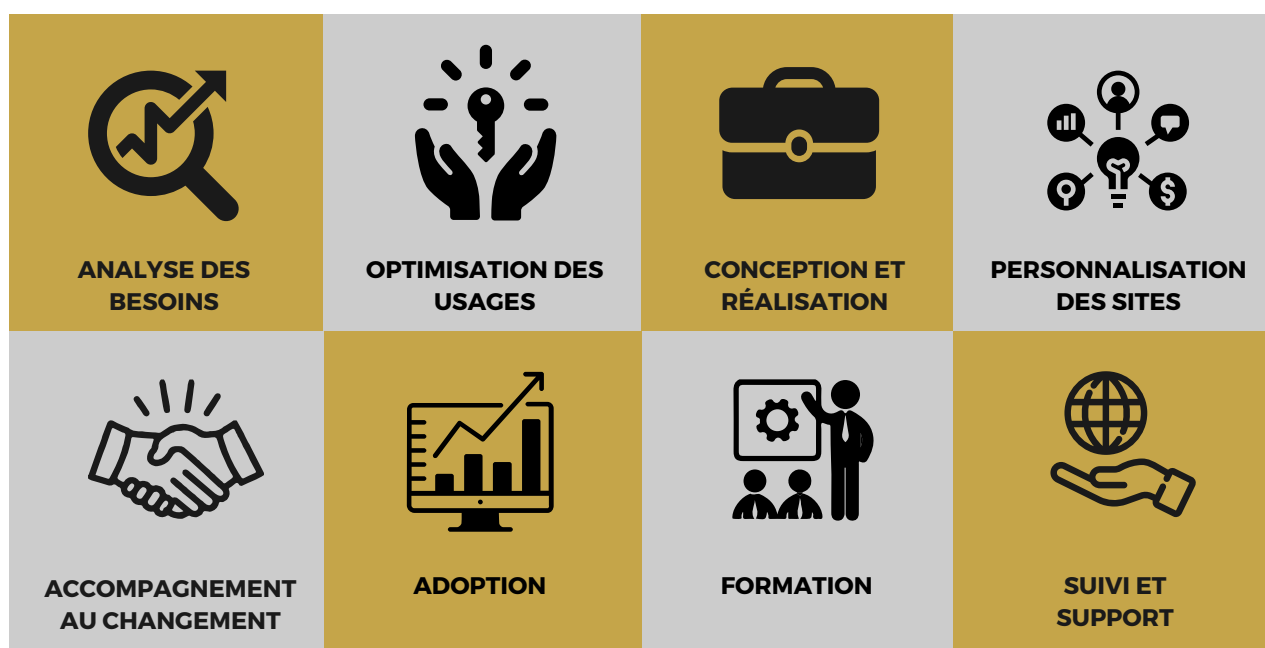 ANALYSE DES
BESOINS
OPTIMISATION DES
USAGES
CONCEPTION ET
RÉALISATION
PERSONNALISATION
DES SITES
ACCOMPAGNEMENT
AU CHANGEMENT
ADOPTION
FORMATION
SUIVI ET
SUPPORT